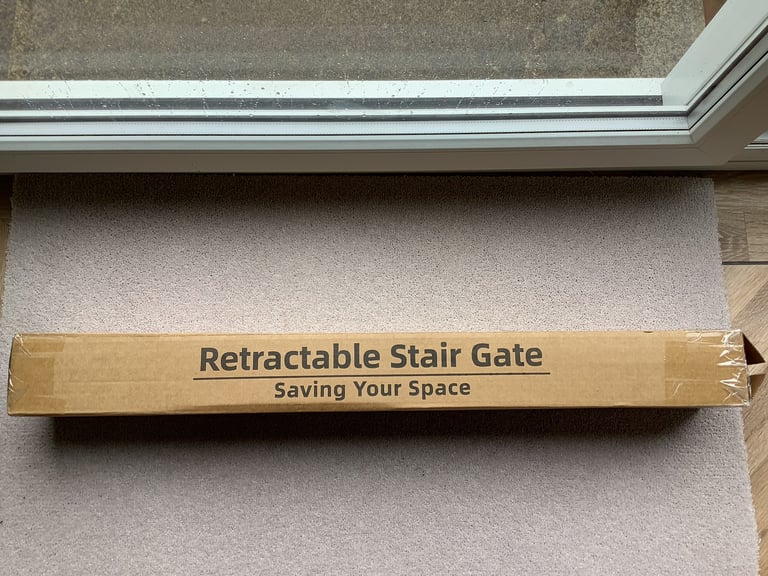 Retractable Stair Gate
Saving Your Space